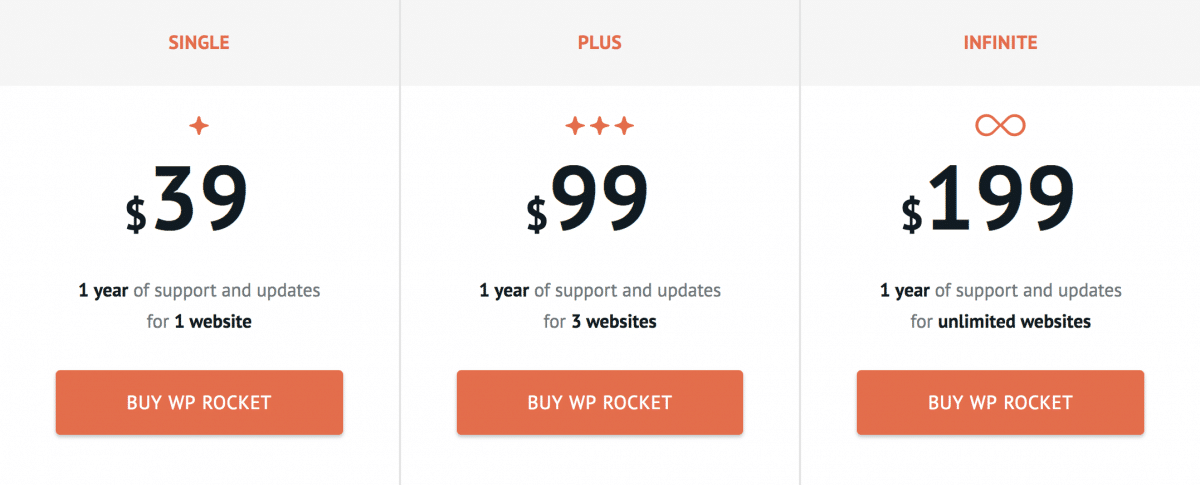 SINGLE
$39
1 year of support and updates
for 1 website
BUY WP ROCKET
PLUS
$99
1 year of support and updates
for 3 websites
BUY WP ROCKET
INFINITE
$199
1 year of support and updates
for unlimited websites
BUY WP ROCKET